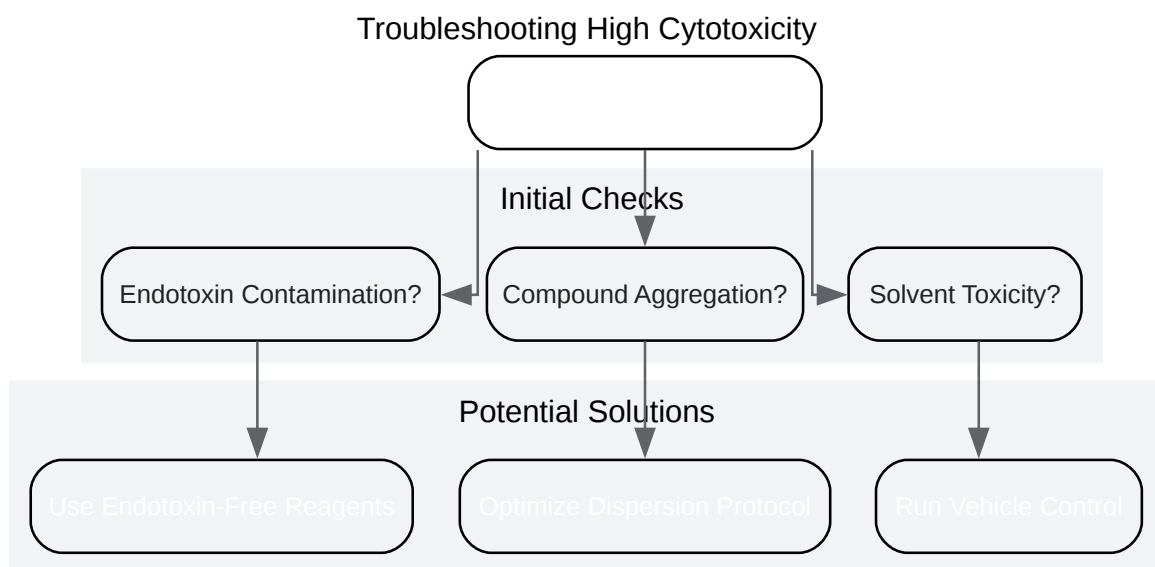 Troubleshooting High Cytotoxicity
Initial Checks
Endotoxin Contamination?
Compound Aggregation?
Solvent Toxicity?
Potential Solutions
Use Endotoxin-Free Reagents
Optimize Dispersion Protocol
Run Vehicle Control